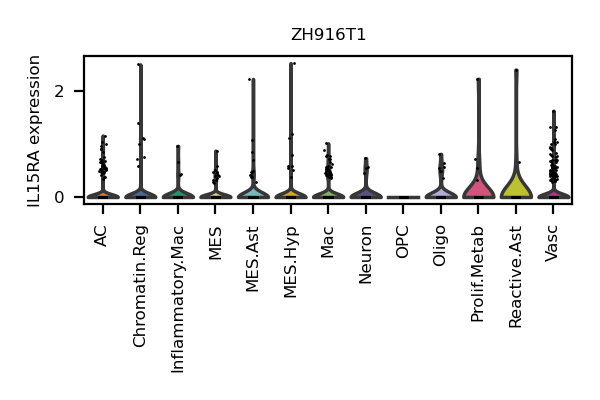 ZH916T1
IL15RA expression
2
0
AC
Chromatin.Reg
Inflammatory.Mac
MES
MES.Ast
MES.Hyp
Mac
Neuron
OPC
Oligo
Prolif.Metab
Reactive.Ast
Vasc